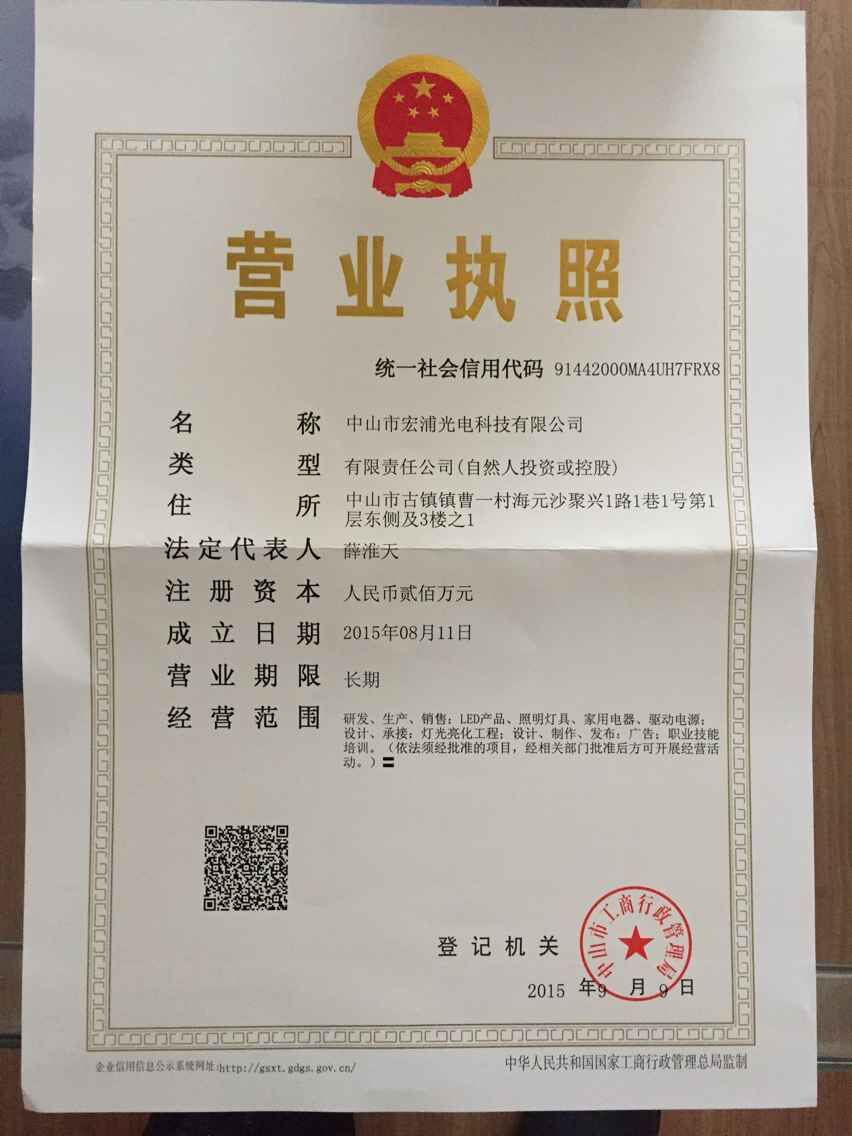 营业执照
统一社会信用代码 91442000MA4UH7FRX8
名称 中山市宏浦光电科技有限公司
类型 有限责任公司(自然人投资或控股)
住所 中山市古镇镇曹一村海元沙聚兴1路1巷1号第1
层东侧及3楼之1
法定代表人 薛淮天
注册资本 人民币贰佰万元
成立日期 2015年08月11日
营业期限 长期
经营范围 研发、生产、销售：LED产品、照明灯具、家用电器、驱动电源；
设计、承接：灯光亮化工程；设计、制作、发布：广告；职业技能
培训。（依法须经批准的项目，经相关部门批准后方可开展经营活
动。）〓
登记机关
中山市工商行政管理局
2015 年9 月 9 日
企业信用信息公示系统网址:http://gsxt.gdgs.gov.cn/
中华人民共和国国家工商行政管理总局监制